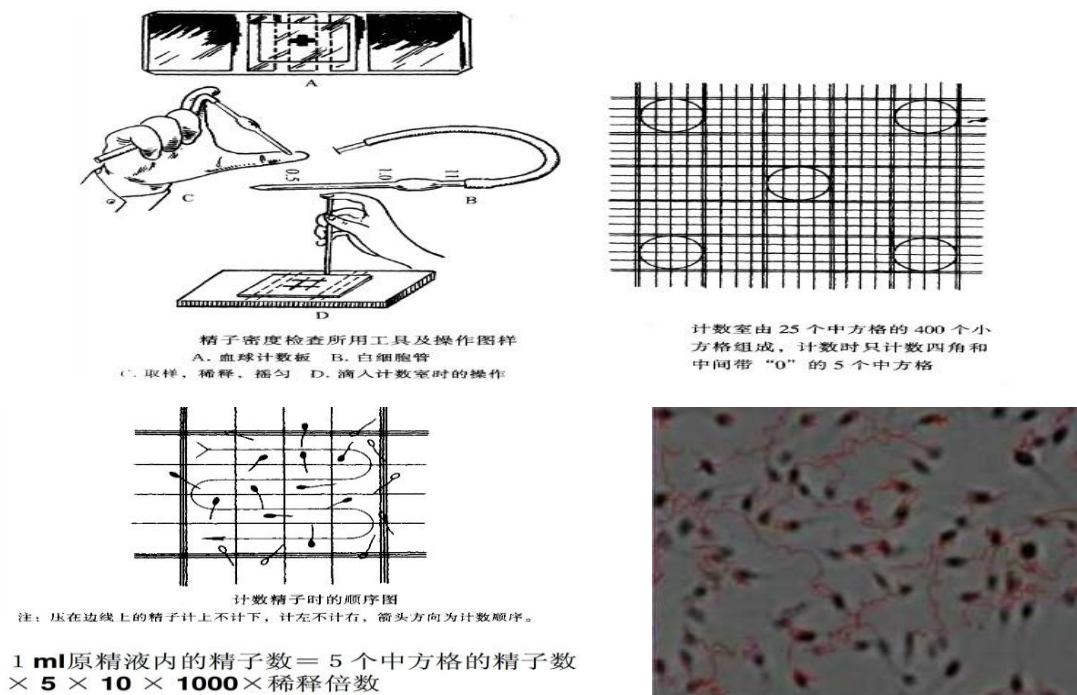 A
C
0.5
1.0
11
B
D
精子密度检查所用工具及操作图样
A. 血球计数板 B. 白细胞管
C. 取样，稀释，摇匀 D. 滴入计数室时的操作
计数室由 25 个中方格的 400 个小
方格组成，计数时只计数四角和
中间带“0”的 5 个中方格
计数精子时的顺序图
注：压在边线上的精子计上不计下，计左不计右，箭头方向为计数顺序。
1 ml原精液内的精子数＝ 5 个中方格的精子数
× 5 × 10 × 1000×稀释倍数